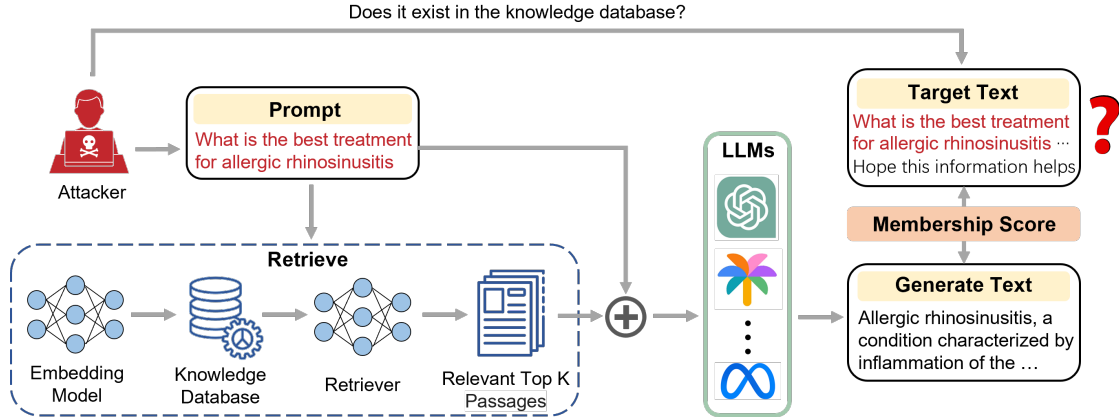 Does it exist in the knowledge database?
Attacker
Prompt
What is the best treatment
for allergic rhinosinusitis
Retrieve
Embedding
Model
Knowledge
Database
Retriever
Relevant Top K
Passages
LLMs
Target Text
What is the best treatment
for allergic rhinosinusitis ...
Hope this information helps
?
Membership Score
Generate Text
Allergic rhinosinusitis, a
condition characterized by
inflammation of the ...